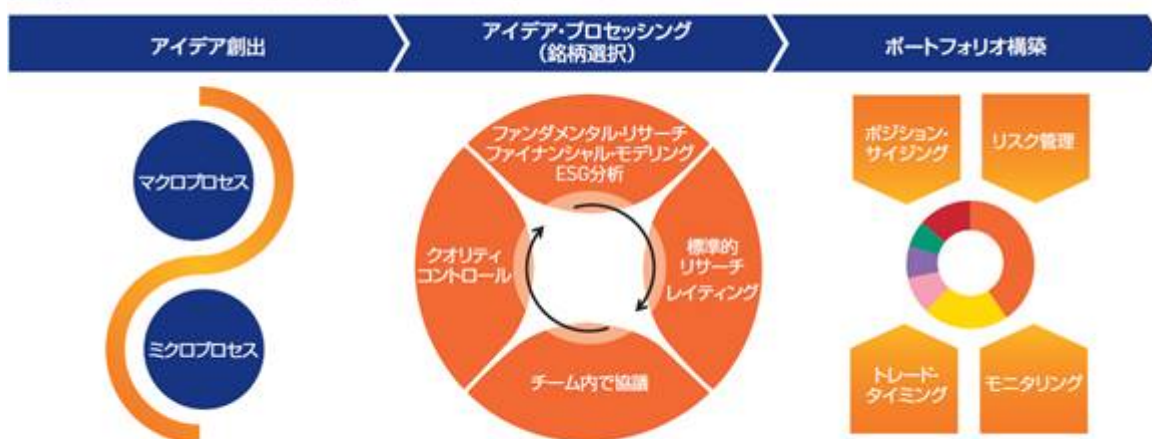 アイデア創出
アイデア・プロセッシング
(銘柄選択)
ポートフォリオ構築
マクロプロセス
ミクロプロセス
ファンダメンタル・リサーチ
ファイナンシャル・モデリング
ESG分析
クオリティ
コントロール
標準的
リサーチ
レイティング
チーム内で協議
ポジション・
サイジング
リスク管理
トレード・
タイミング
モニタリング